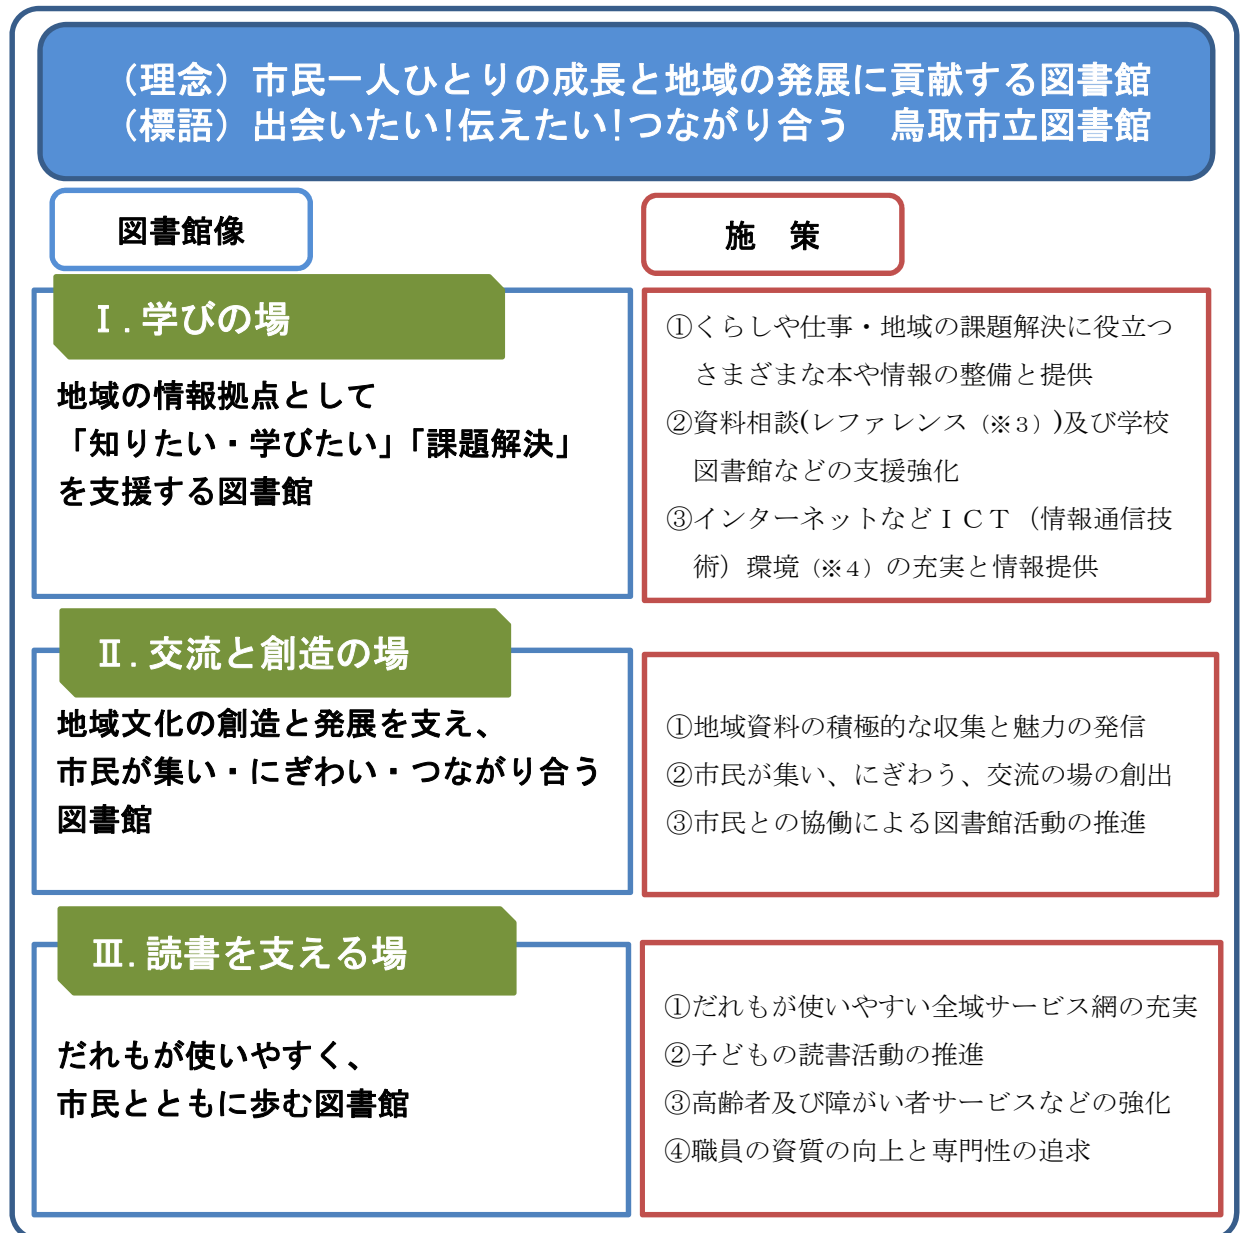 （理念）市民一人ひとりの成長と地域の発展に貢献する図書館
（標語）出会いたい！伝えたい！つながり合う　鳥取市立図書館
図書館像
施　策
Ⅰ．学びの場
地域の情報拠点として
「知りたい・学びたい」「課題解決」
を支援する図書館
①くらしや仕事・地域の課題解決に役立つ
さまざまな本や情報の整備と提供
②資料相談(レファレンス（※3）)及び学校
図書館などの支援強化
③インターネットなどＩＣＴ（情報通信技
術）環境（※4）の充実と情報提供
Ⅱ．交流と創造の場
地域文化の創造と発展を支え、
市民が集い・にぎわい・つながり合う
図書館
①地域資料の積極的な収集と魅力の発信
②市民が集い、にぎわう、交流の場の創出
③市民との協働による図書館活動の推進
Ⅲ．読書を支える場
だれもが使いやすく、
市民とともに歩む図書館
①だれもが使いやすい全域サービス網の充実
②子どもの読書活動の推進
③高齢者及び障がい者サービスなどの強化
④職員の資質の向上と専門性の追求